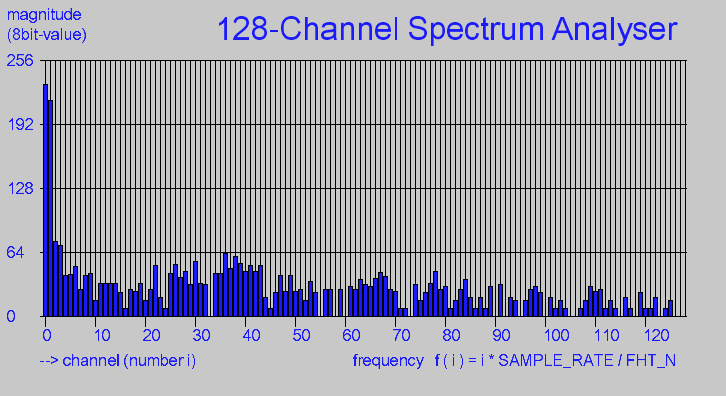 magnitude
(8bit-value)
128-Channel Spectrum Analyser
256
192
128
64
0
0 10 20 30 40 50 60 70 80 90 100 110 120
--> channel (number i)
frequency f ( i ) = i * SAMPLE_RATE / FHT_N